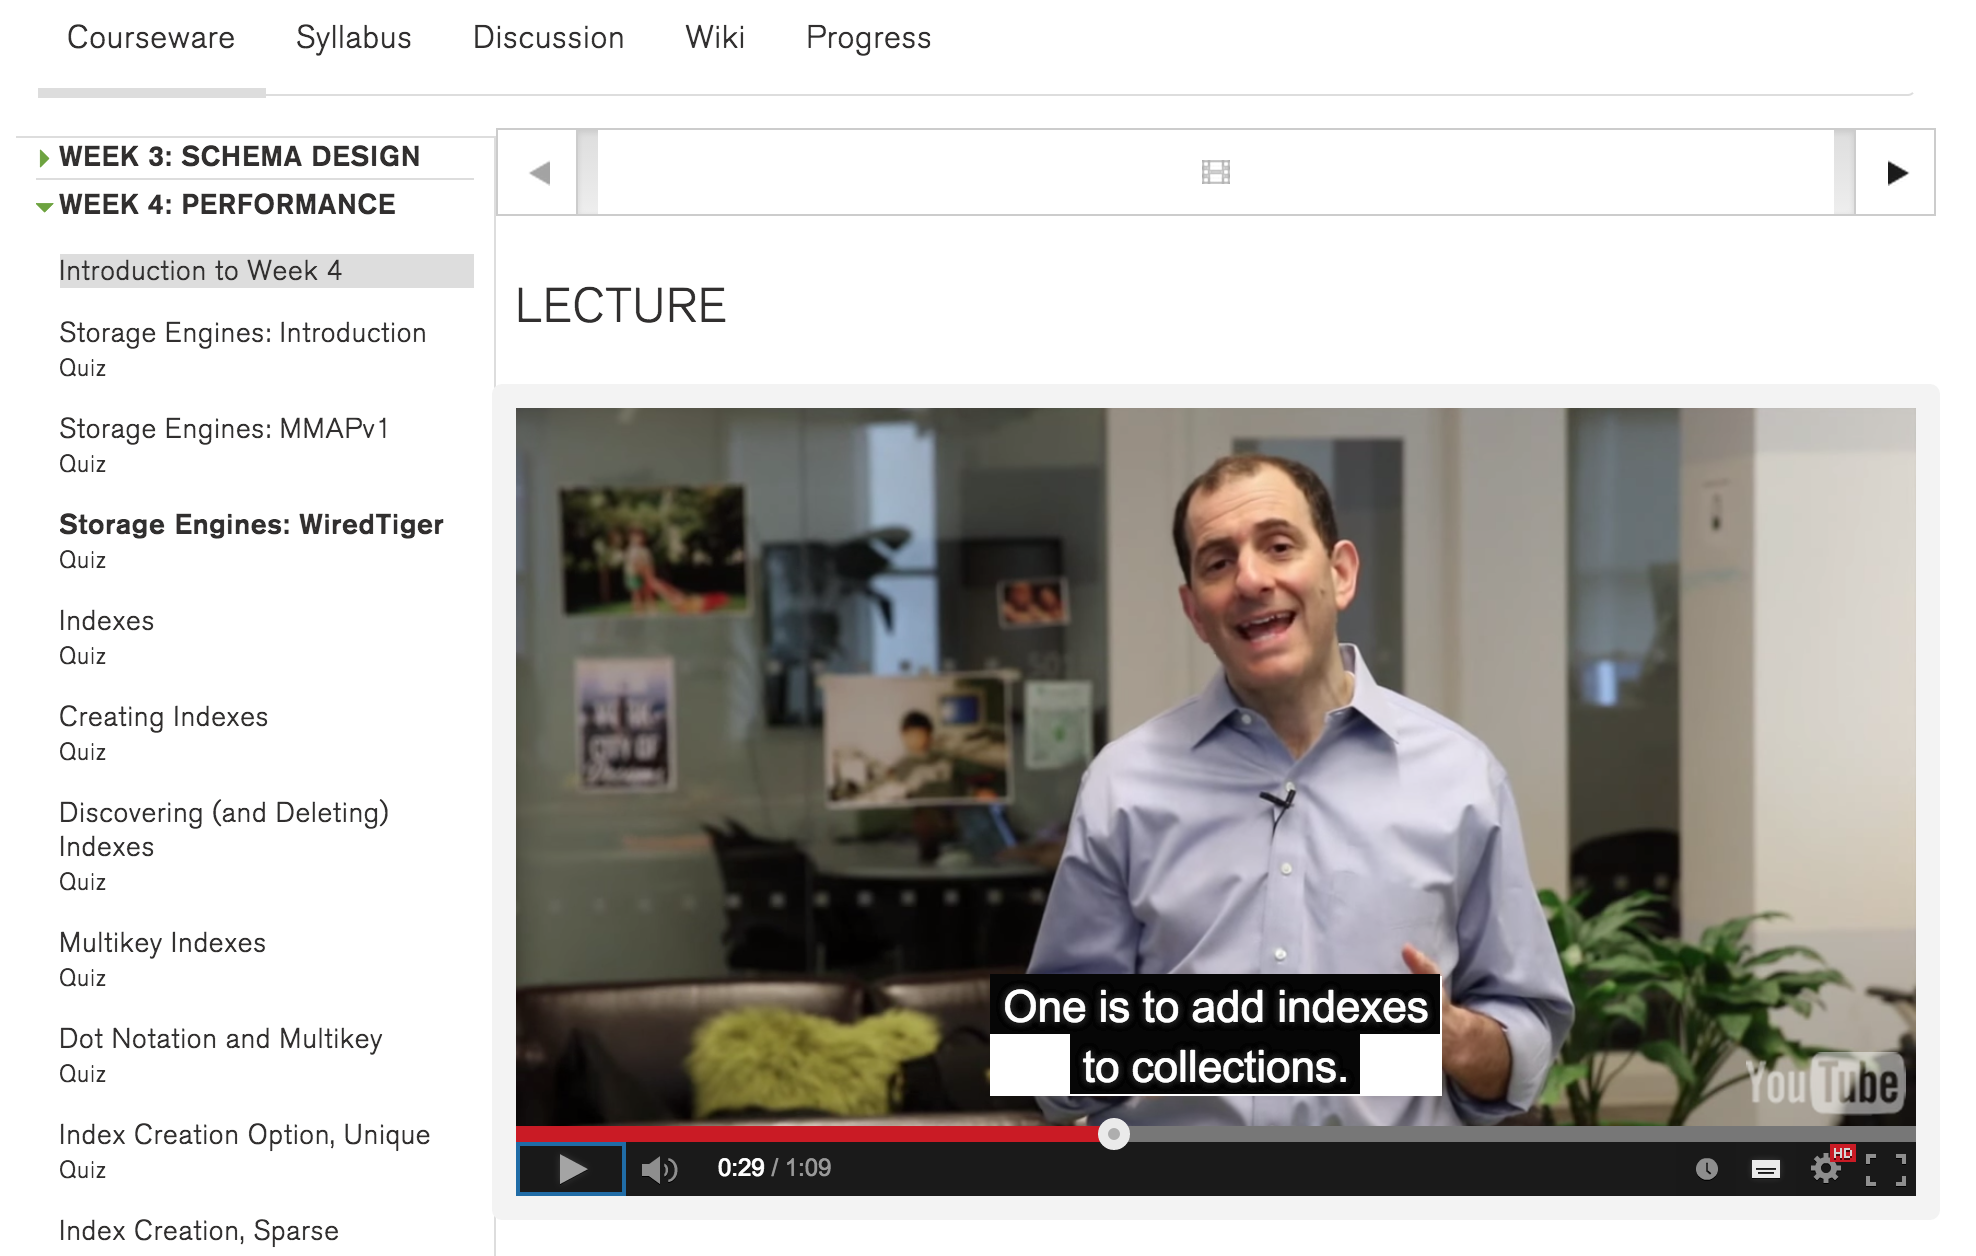 Courseware
Syllabus
Discussion
Wiki
Progress
WEEK 3: SCHEMA DESIGN
WEEK 4: PERFORMANCE
Introduction to Week 4
Storage Engines: Introduction
Quiz
Storage Engines: MMAPv1
Quiz
Storage Engines: WiredTiger
Quiz
Indexes
Quiz
Creating Indexes
Quiz
Discovering (and Deleting)
Indexes
Quiz
Multikey Indexes
Quiz
Dot Notation and Multikey
Quiz
Index Creation Option, Unique
Quiz
Index Creation, Sparse
LECTURE
CITY OF
One is to add indexes
to collections.
YouTube
0:29 / 1:09
HD